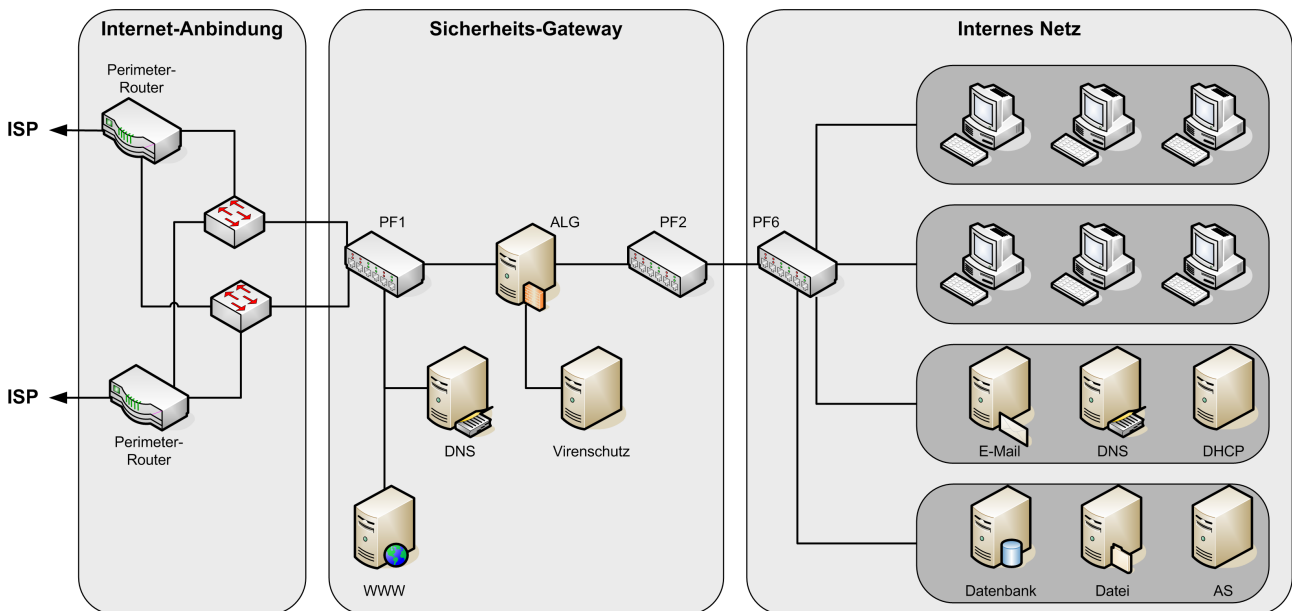 Internet-Anbindung
Sicherheits-Gateway
Internes Netz
Perimeter-
Router
ISP
PF1
ALG
PF2
PF6
ISP
Perimeter-
Router
DNS
Virenschutz
E-Mail
DNS
DHCP
WWW
Datenbank
Datei
AS